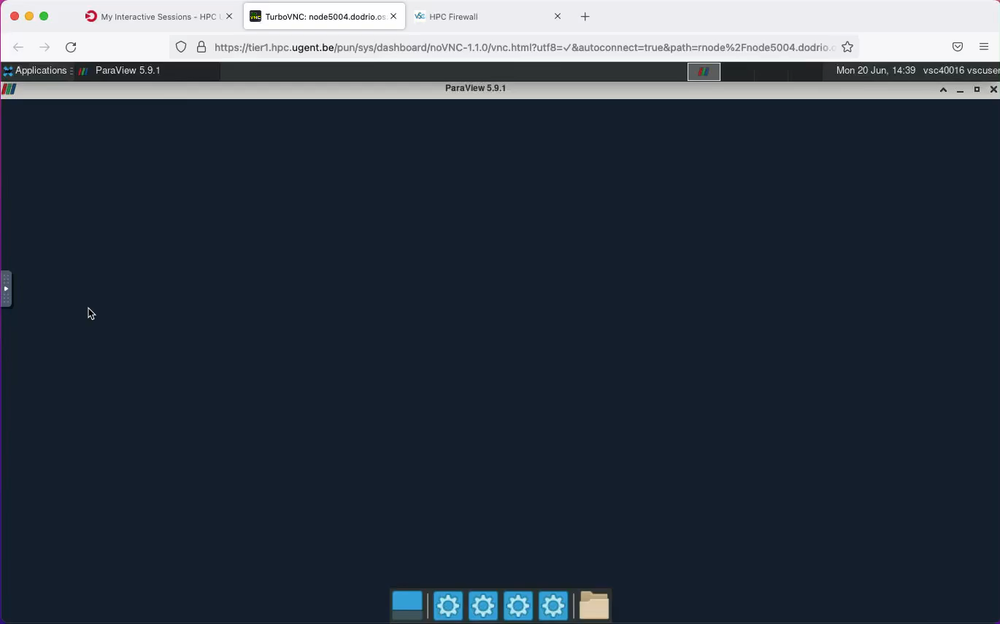 My Interactive Sessions - HPC U
TurboVNC: node5004.dodrio.os
HPC Firewall
https://tier1.hpc.ugent.be/pun/sys/dashboard/noVNC-1.1.0/vnc.html?utf8=✓&autoconnect=true&path=rnode%2Fnode5004.dodrio.o
Applications
ParaView 5.9.1
Mon 20 Jun, 14:39
vsc40016 vscuser
ParaView 5.9.1